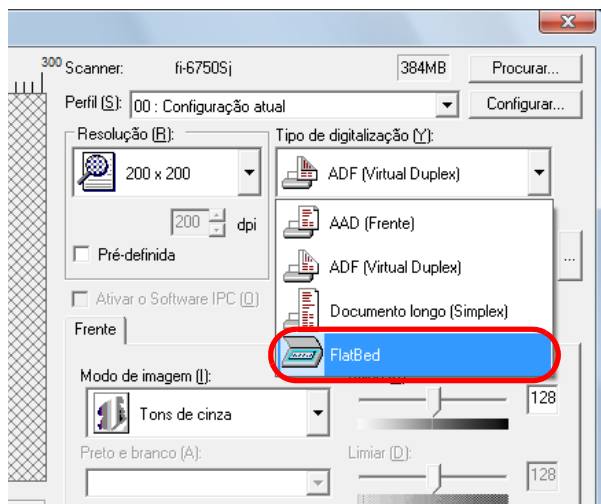 300 Scanner: fi-6750Sj 384MB Procurar...
Perfil (S): 00 : Configuração atual Configurar...
Resolução (R): Tipo de digitalização (Y):
200 x 200 ADF (Virtual Duplex)
200 dpi AAD (Frente)
Pré-definida ADF (Virtual Duplex) ...
Ativar o Software IPC (O) Documento longo (Simplex)
Frente FlatBed
Modo de imagem (I):
Tons de cinza 128
Preto e branco (A): Limiar (D):
128